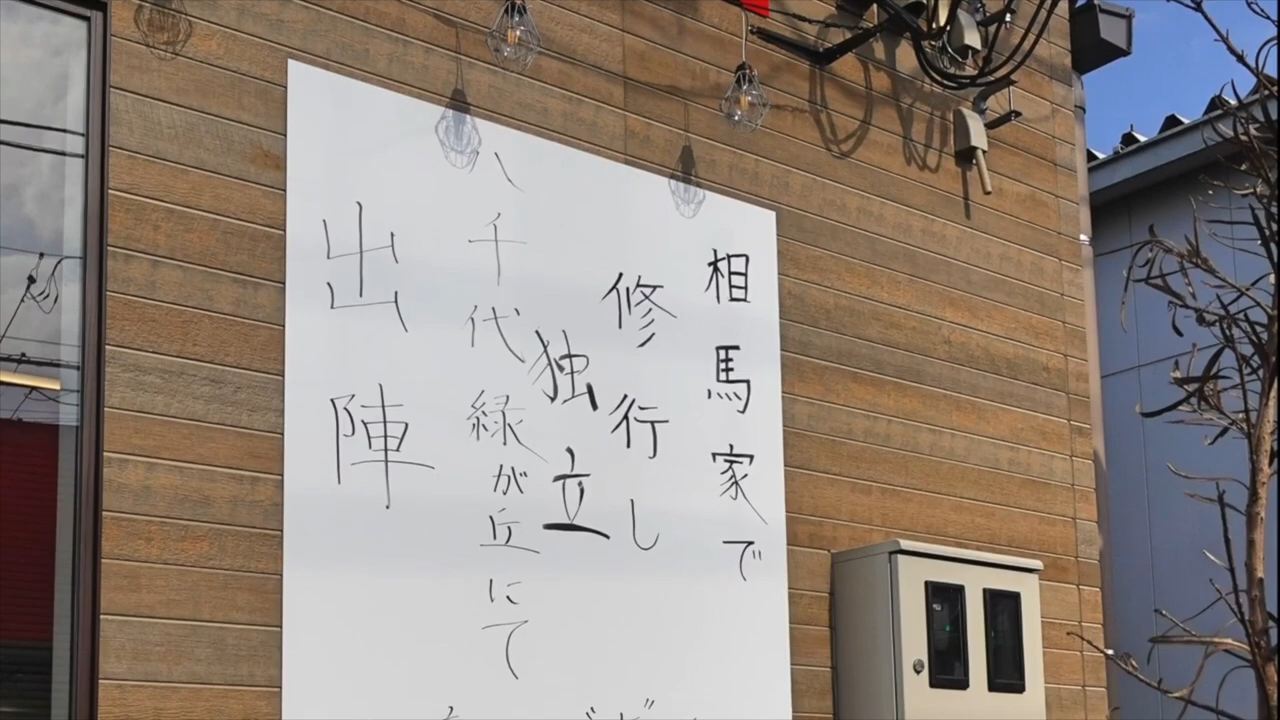 相馬家で
修行し
独立
八千代緑が丘にて
出陣